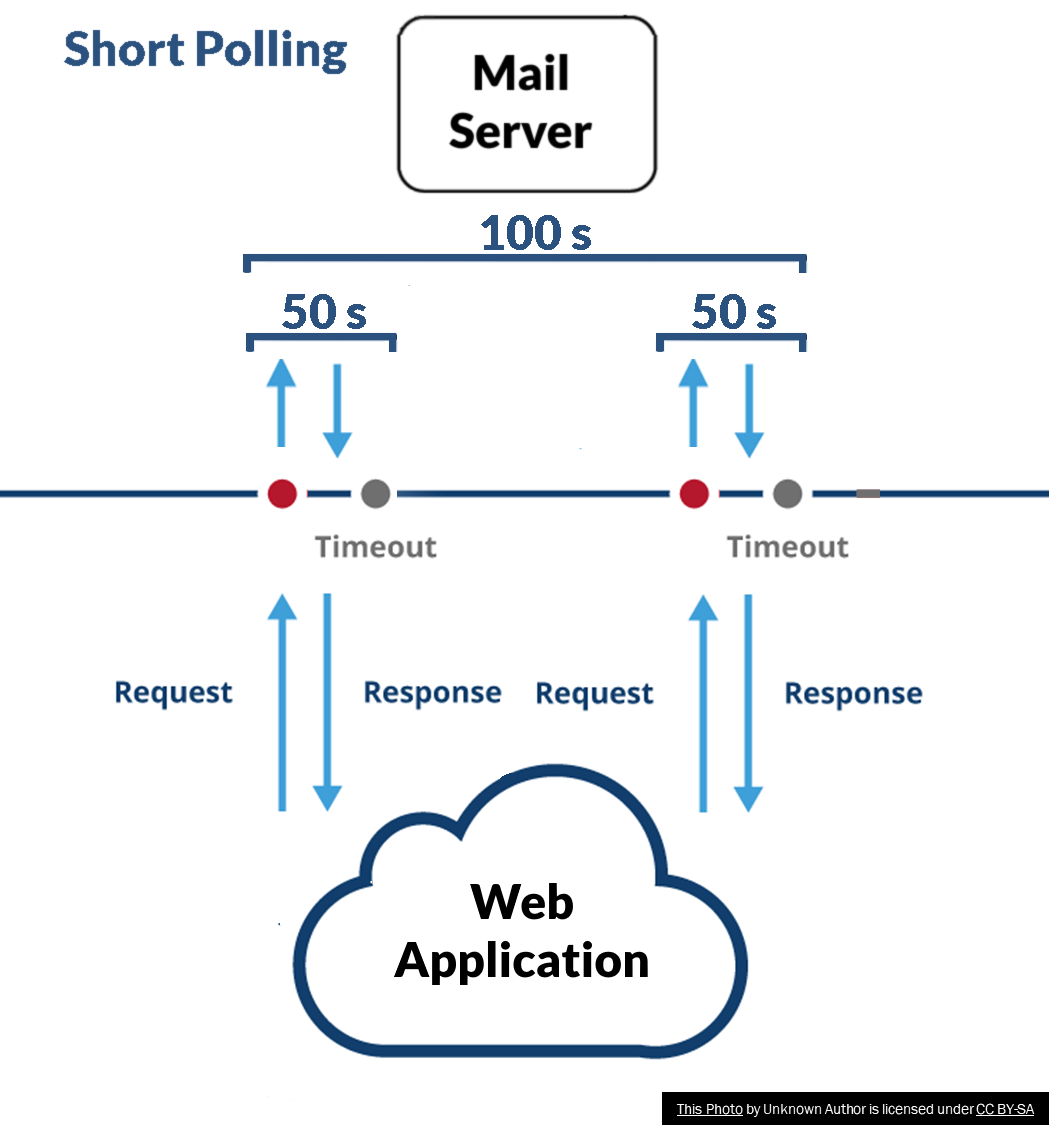 Short Polling
Mail
Server
100 s
50 s
50 s
Timeout
Timeout
Request
Response
Request
Response
Web
Application
This Photo by Unknown Author is licensed under CC BY-SA